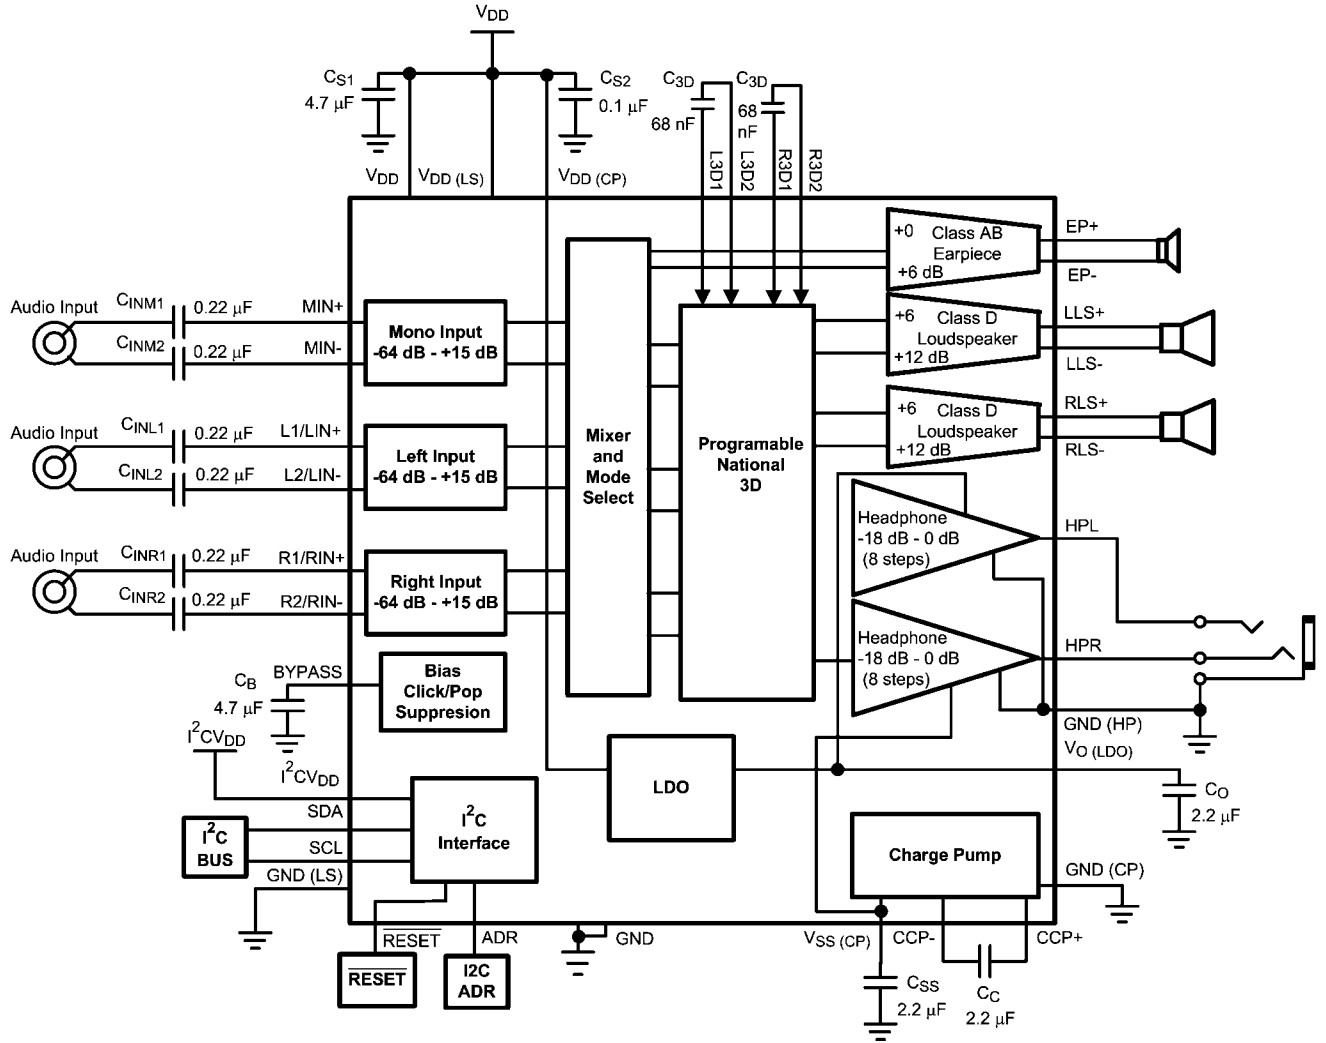 VDD
CS1
4.7 µF
CS2
0.1 µF
C3D
68 nF
C3D
68
nF
L3D1
L3D2
R3D1
R3D2
VDD
VDD (LS)
VDD (CP)
+0
Class AB
Earpiece
+6 dB
EP+
EP-
Audio Input
CINM1
0.22 µF
MIN+
CINM2
0.22 µF
MIN-
Mono Input
-64 dB - +15 dB
+6
Class D
Loudspeaker
+12 dB
LLS+
LLS-
Audio Input
CINL1
0.22 µF
L1/LIN+
CINL2
0.22 µF
L2/LIN-
Left Input
-64 dB - +15 dB
Mixer
and
Mode
Select
Programable
National
3D
+6
Class D
Loudspeaker
+12 dB
RLS+
RLS-
Headphone
-18 dB - 0 dB
(8 steps)
HPL
Audio Input
CINR1
0.22 µF
R1/RIN+
CINR2
0.22 µF
R2/RIN-
Right Input
-64 dB - +15 dB
Headphone
-18 dB - 0 dB
(8 steps)
HPR
GND (HP)
VO (LDO)
BYPASS
CB
4.7 µF
Bias
Click/Pop
Suppresion
I2CVDD
I2CVDD
SDA
SCL
I2C
BUS
GND (LS)
I2C
Interface
LDO
CO
2.2 µF
Charge Pump
GND (CP)
RESET
ADR
GND
VSS (CP)
CCP-
CCP+
RESET
I2C
ADR
CSS
2.2 µF
CC
2.2 µF